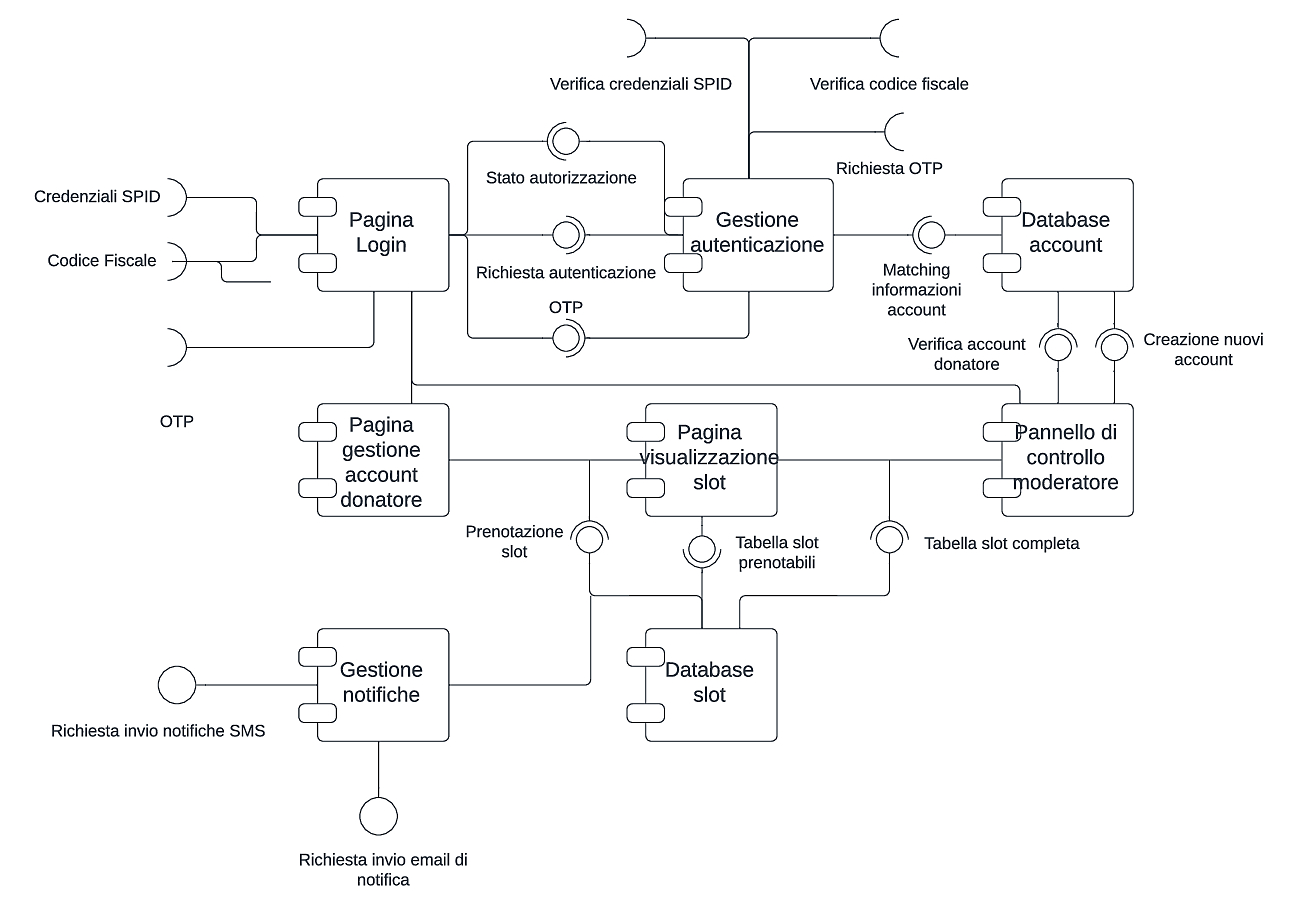 Verifica credenziali SPID
Verifica codice fiscale
Richiesta OTP
Stato autorizzazione
Credenziali SPID
Codice Fiscale
Pagina
Login
Richiesta autenticazione
OTP
Gestione
autenticazione
Matching
informazioni
account
Database
account
Verifica account
donatore
Creazione nuovi
account
OTP
Pagina
gestione
account
donatore
Pagina
visualizzazione
slot
Pannello di
controllo
moderatore
Prenotazione
slot
Tabella slot
prenotabili
Tabella slot completa
Gestione
notifiche
Database
slot
Richiesta invio notifiche SMS
Richiesta invio email di
notifica